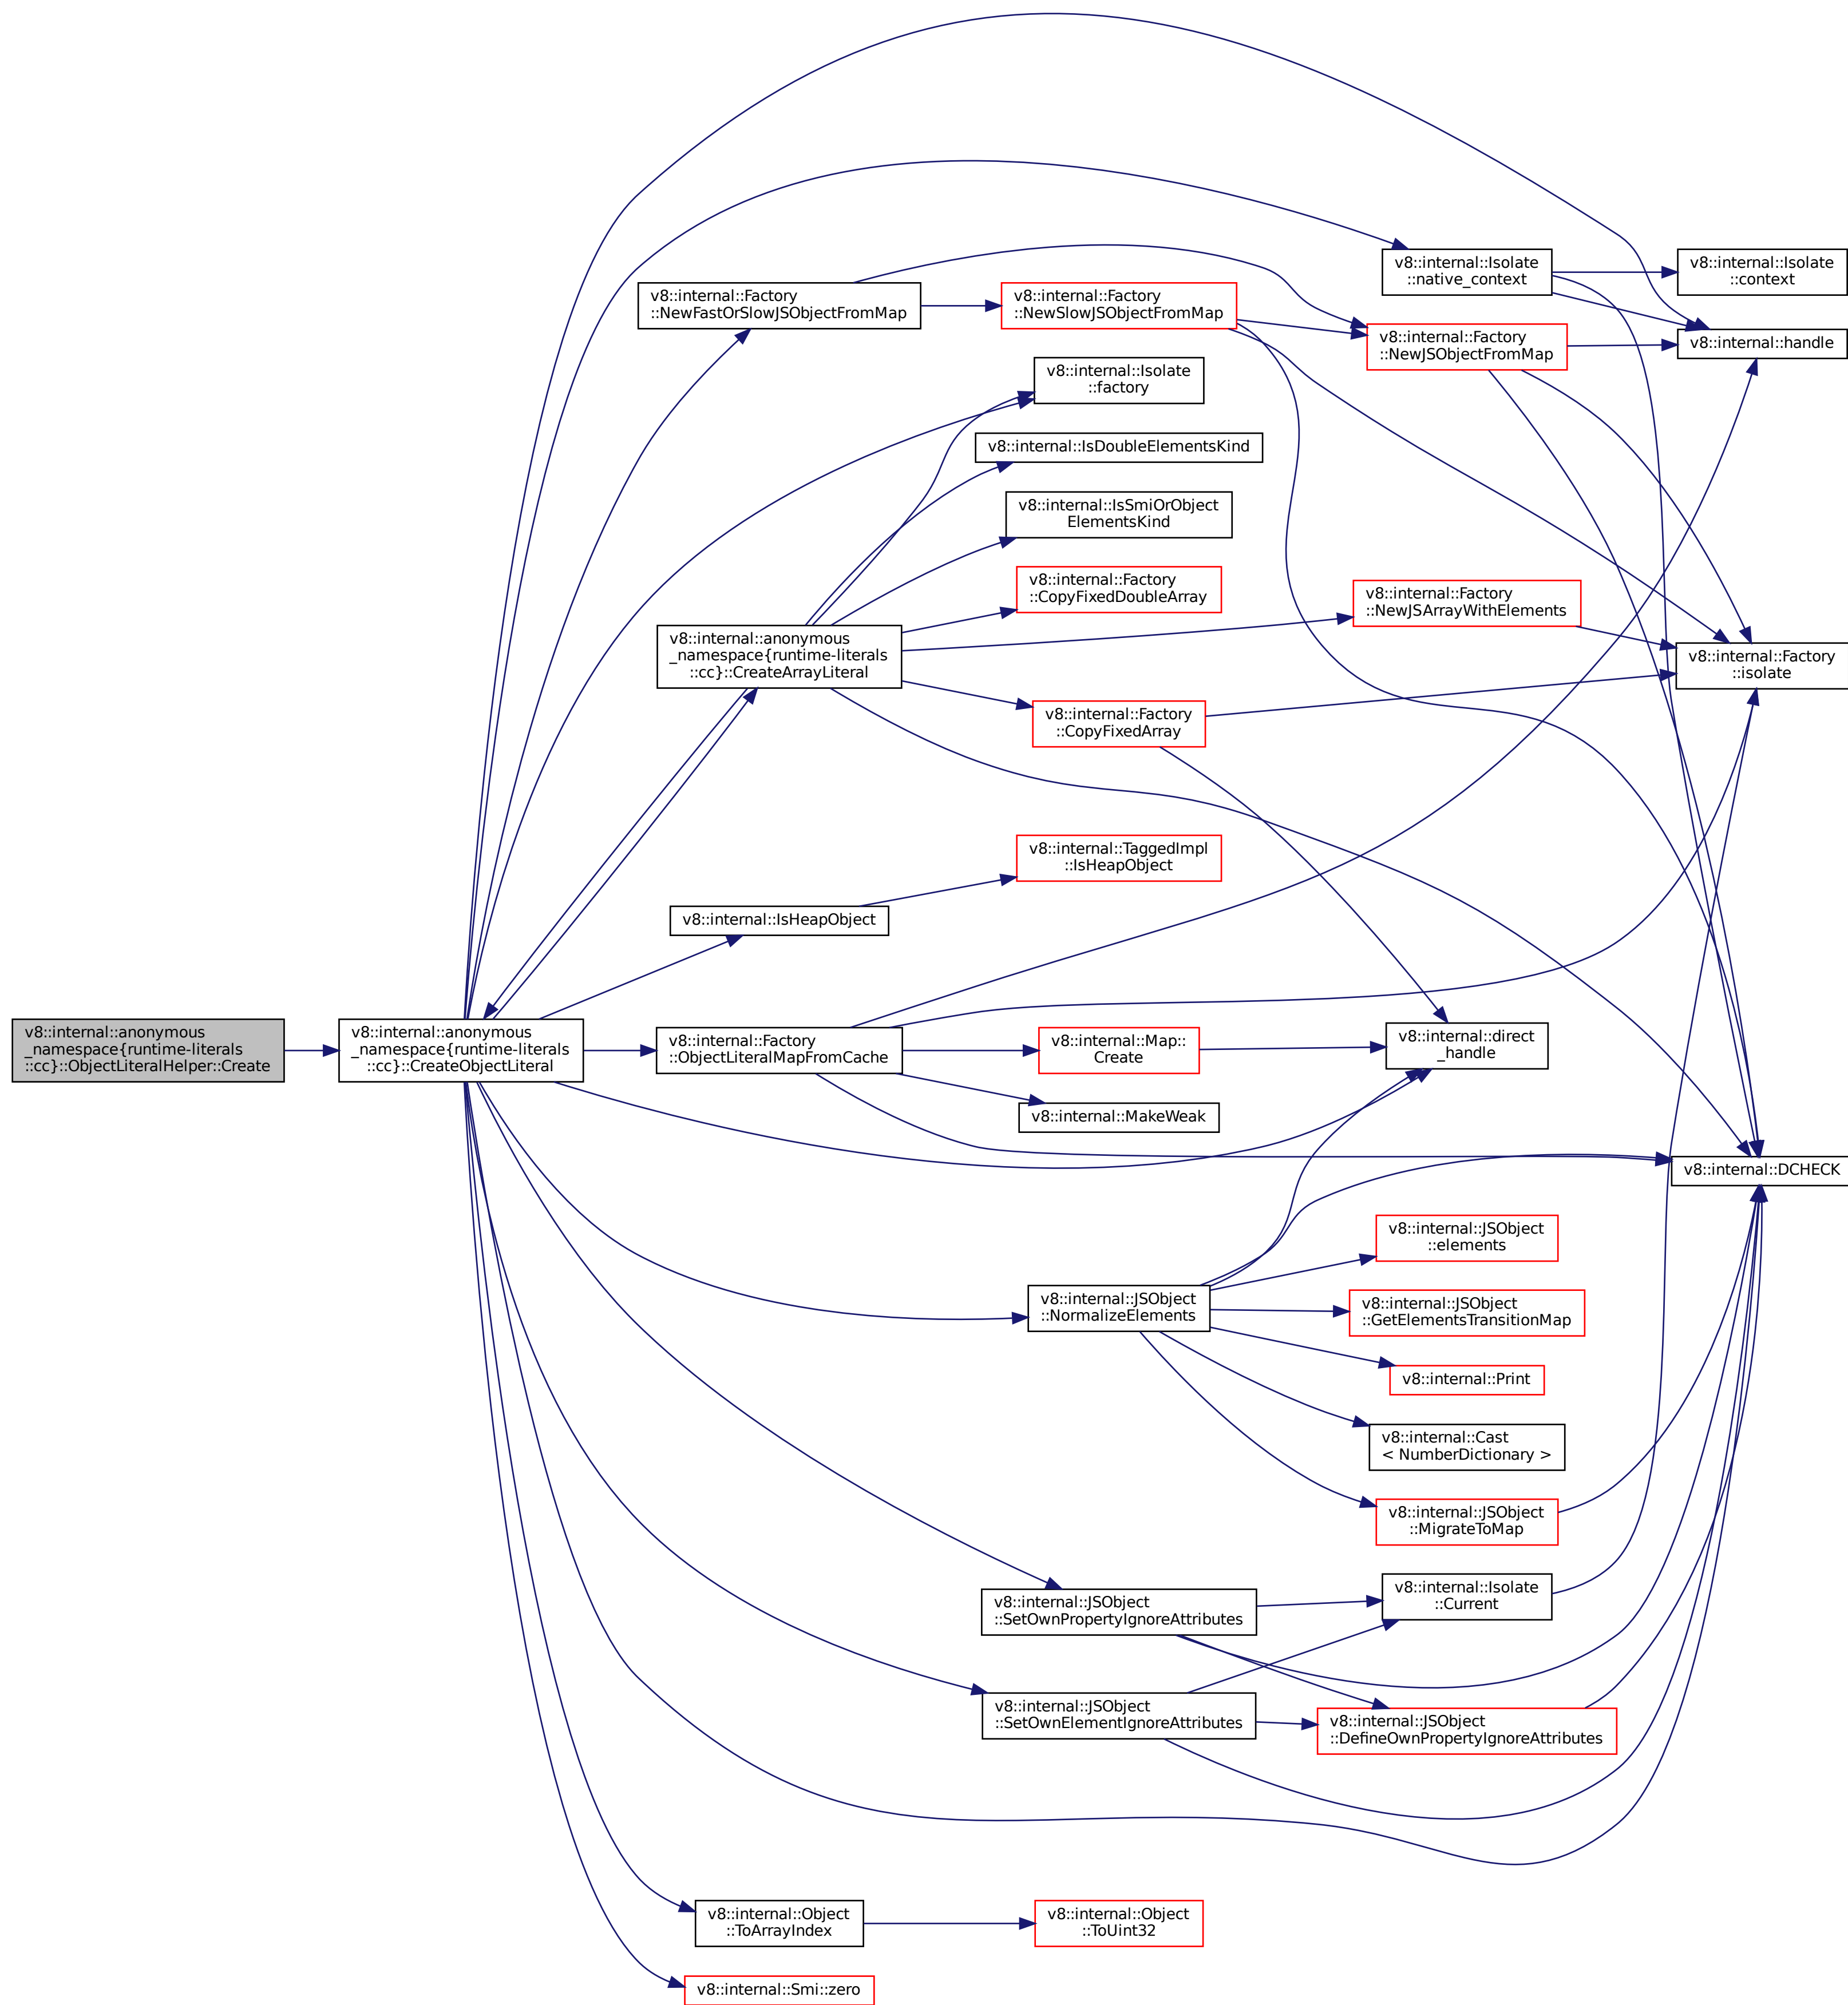 v8::internal::Isolate
::native_context
v8::internal::Isolate
::context
v8::internal::Factory
::NewFastOrSlowJSObjectFromMap
v8::internal::Factory
::NewSlowJSObjectFromMap
v8::internal::Factory
::NewJSObjectFromMap
v8::internal::handle
v8::internal::Isolate
::factory
v8::internal::IsDoubleElementsKind
v8::internal::IsSmiOrObject
ElementsKind
v8::internal::Factory
::CopyFixedDoubleArray
v8::internal::Factory
::NewJSArrayWithElements
v8::internal::anonymous
_namespace{runtime-literals
::cc}::CreateArrayLiteral
v8::internal::Factory
::isolate
v8::internal::Factory
::CopyFixedArray
v8::internal::TaggedImpl
::IsHeapObject
v8::internal::IsHeapObject
v8::internal::anonymous
_namespace{runtime-literals
::cc}::ObjectLiteralHelper::Create
v8::internal::anonymous
_namespace{runtime-literals
::cc}::CreateObjectLiteral
v8::internal::Factory
::ObjectLiteralMapFromCache
v8::internal::Map::
Create
v8::internal::direct
_handle
v8::internal::MakeWeak
v8::internal::DCHECK
v8::internal::JSObject
::elements
v8::internal::JSObject
::NormalizeElements
v8::internal::JSObject
::GetElementsTransitionMap
v8::internal::Print
v8::internal::Cast
< NumberDictionary >
v8::internal::JSObject
::MigrateToMap
v8::internal::Isolate
::Current
v8::internal::JSObject
::SetOwnPropertyIgnoreAttributes
v8::internal::JSObject
::SetOwnElementIgnoreAttributes
v8::internal::JSObject
::DefineOwnPropertyIgnoreAttributes
v8::internal::Object
::ToArrayIndex
v8::internal::Object
::ToUint32
v8::internal::Smi::zero